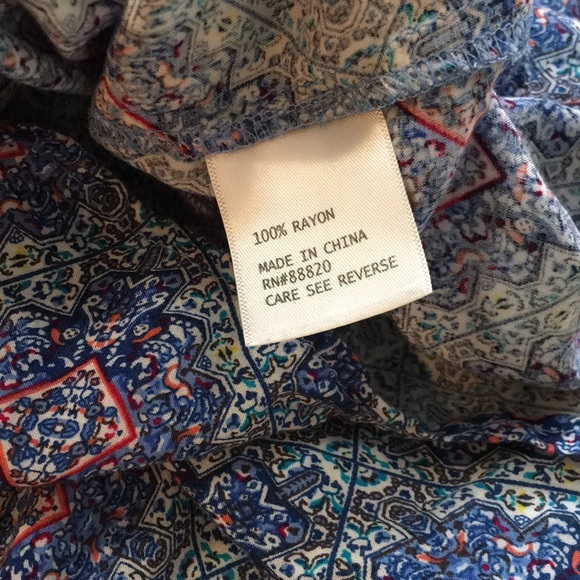 100% RAYON
MADE IN CHINA
RN#88820
CARE SEE REVERSE